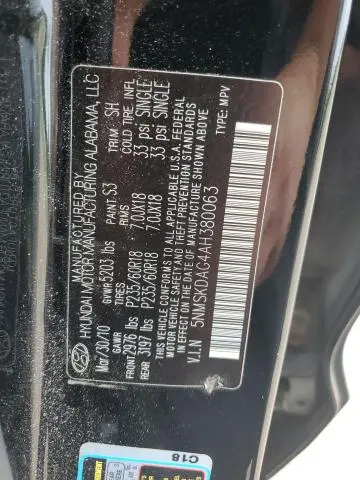 MANUFACTURED BY
HYUNDAI MOTOR MANUFACTURING ALABAMA, LLC
Mar/30/10 GVWR 5203 lbs PAINT S3 TRIM SH
GAWR TIRES RIMS COLD TIRE INFL
FRONT 2976 lbs P235/60R18 7.0JX18 33 psi SINGLE
REAR 3197 lbs P235/60R18 7.0JX18 33 psi SINGLE
THIS VEHICLE CONFORMS TO ALL APPLICABLE U.S.A. FEDERAL
MOTOR VEHICLE SAFETY AND THEFT PREVENTION STANDARDS
IN EFFECT ON THE DATE OF MANUFACTURE SHOWN ABOVE.
V.I.N 5NMSKDAG4AH380063 TYPE: MPV
C18